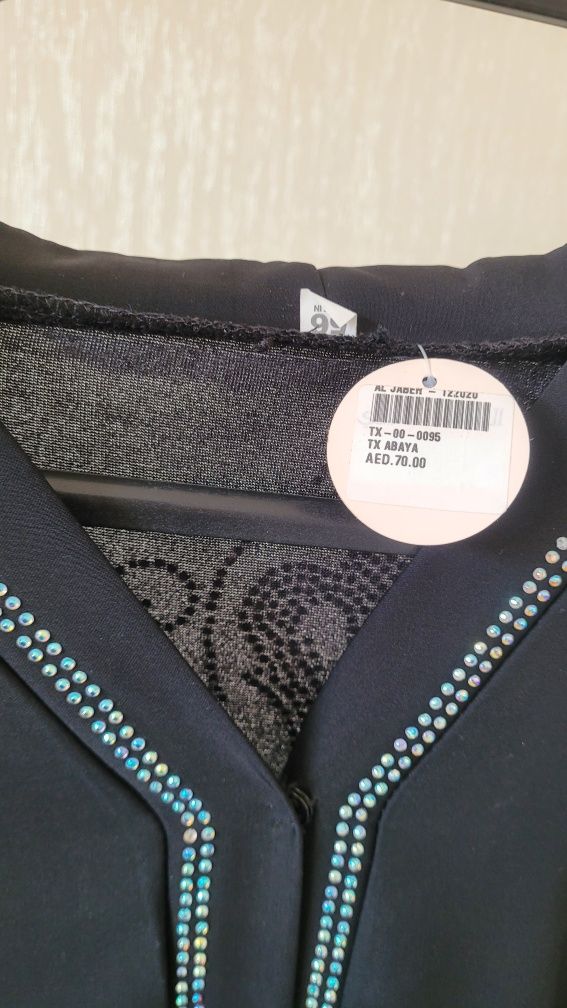 AL JABER - 122020
TX-00-0095
TX ABAYA
AED.70.00